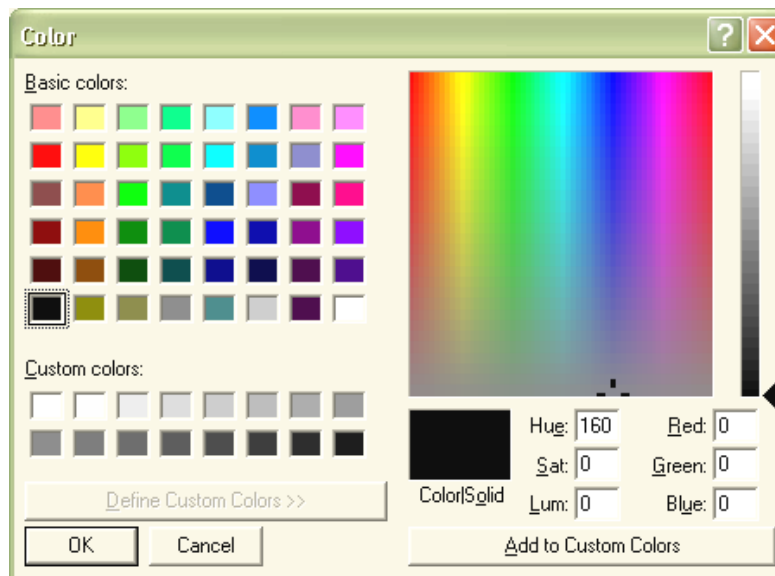 Color
Basic colors:
Custom colors:
Define Custom Colors >>
OK Cancel
Color|Solid
Hue: 160 Red: 0
Sat: 0 Green: 0
Lum: 0 Blue: 0
Add to Custom Colors